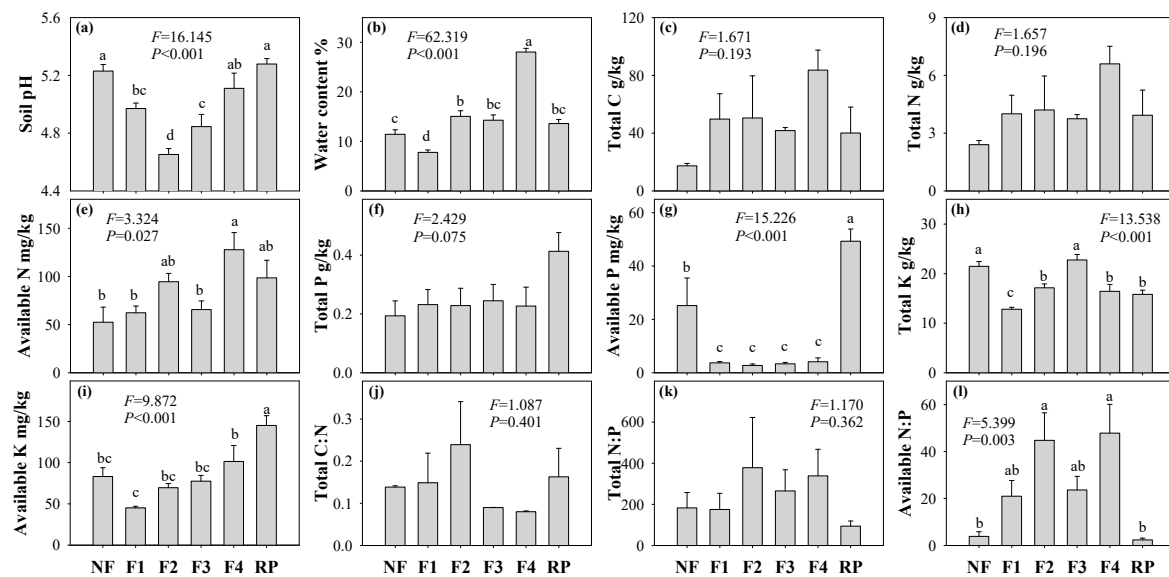 5.6
5.2
4.8
4.4
Soil pH
(a)
F=16.145
P<0.001
a
bc
d
c
ab
a
30
20
10
0
Water content %
(b)
F=62.319
P<0.001
c
d
b
bc
a
bc
120
80
40
0
Total C g/kg
(c)
F=1.671
P=0.193
9
6
3
0
Total N g/kg
(d)
F=1.657
P=0.196
150
100
50
0
Available N mg/kg
(e)
F=3.324
P=0.027
b
b
ab
b
a
ab
0.4
0.2
0.0
Total P g/kg
(f)
F=2.429
P=0.075
60
40
20
0
Available P mg/kg
(g)
F=15.226
P<0.001
b
c
c
c
c
a
30
20
10
0
Total K g/kg
(h)
F=13.538
P<0.001
a
c
b
a
b
b
150
100
50
0
Available K mg/kg
(i)
F=9.872
P<0.001
bc
c
bc
bc
b
a
NF F1 F2 F3 F4 RP
0.3
0.2
0.1
0.0
Total C:N
(j)
F=1.087
P=0.401
NF F1 F2 F3 F4 RP
600
400
200
0
Total N:P
(k)
F=1.170
P=0.362
NF F1 F2 F3 F4 RP
60
40
20
0
Available N:P
(l)
F=5.399
P=0.003
b
ab
a
ab
a
b
NF F1 F2 F3 F4 RP